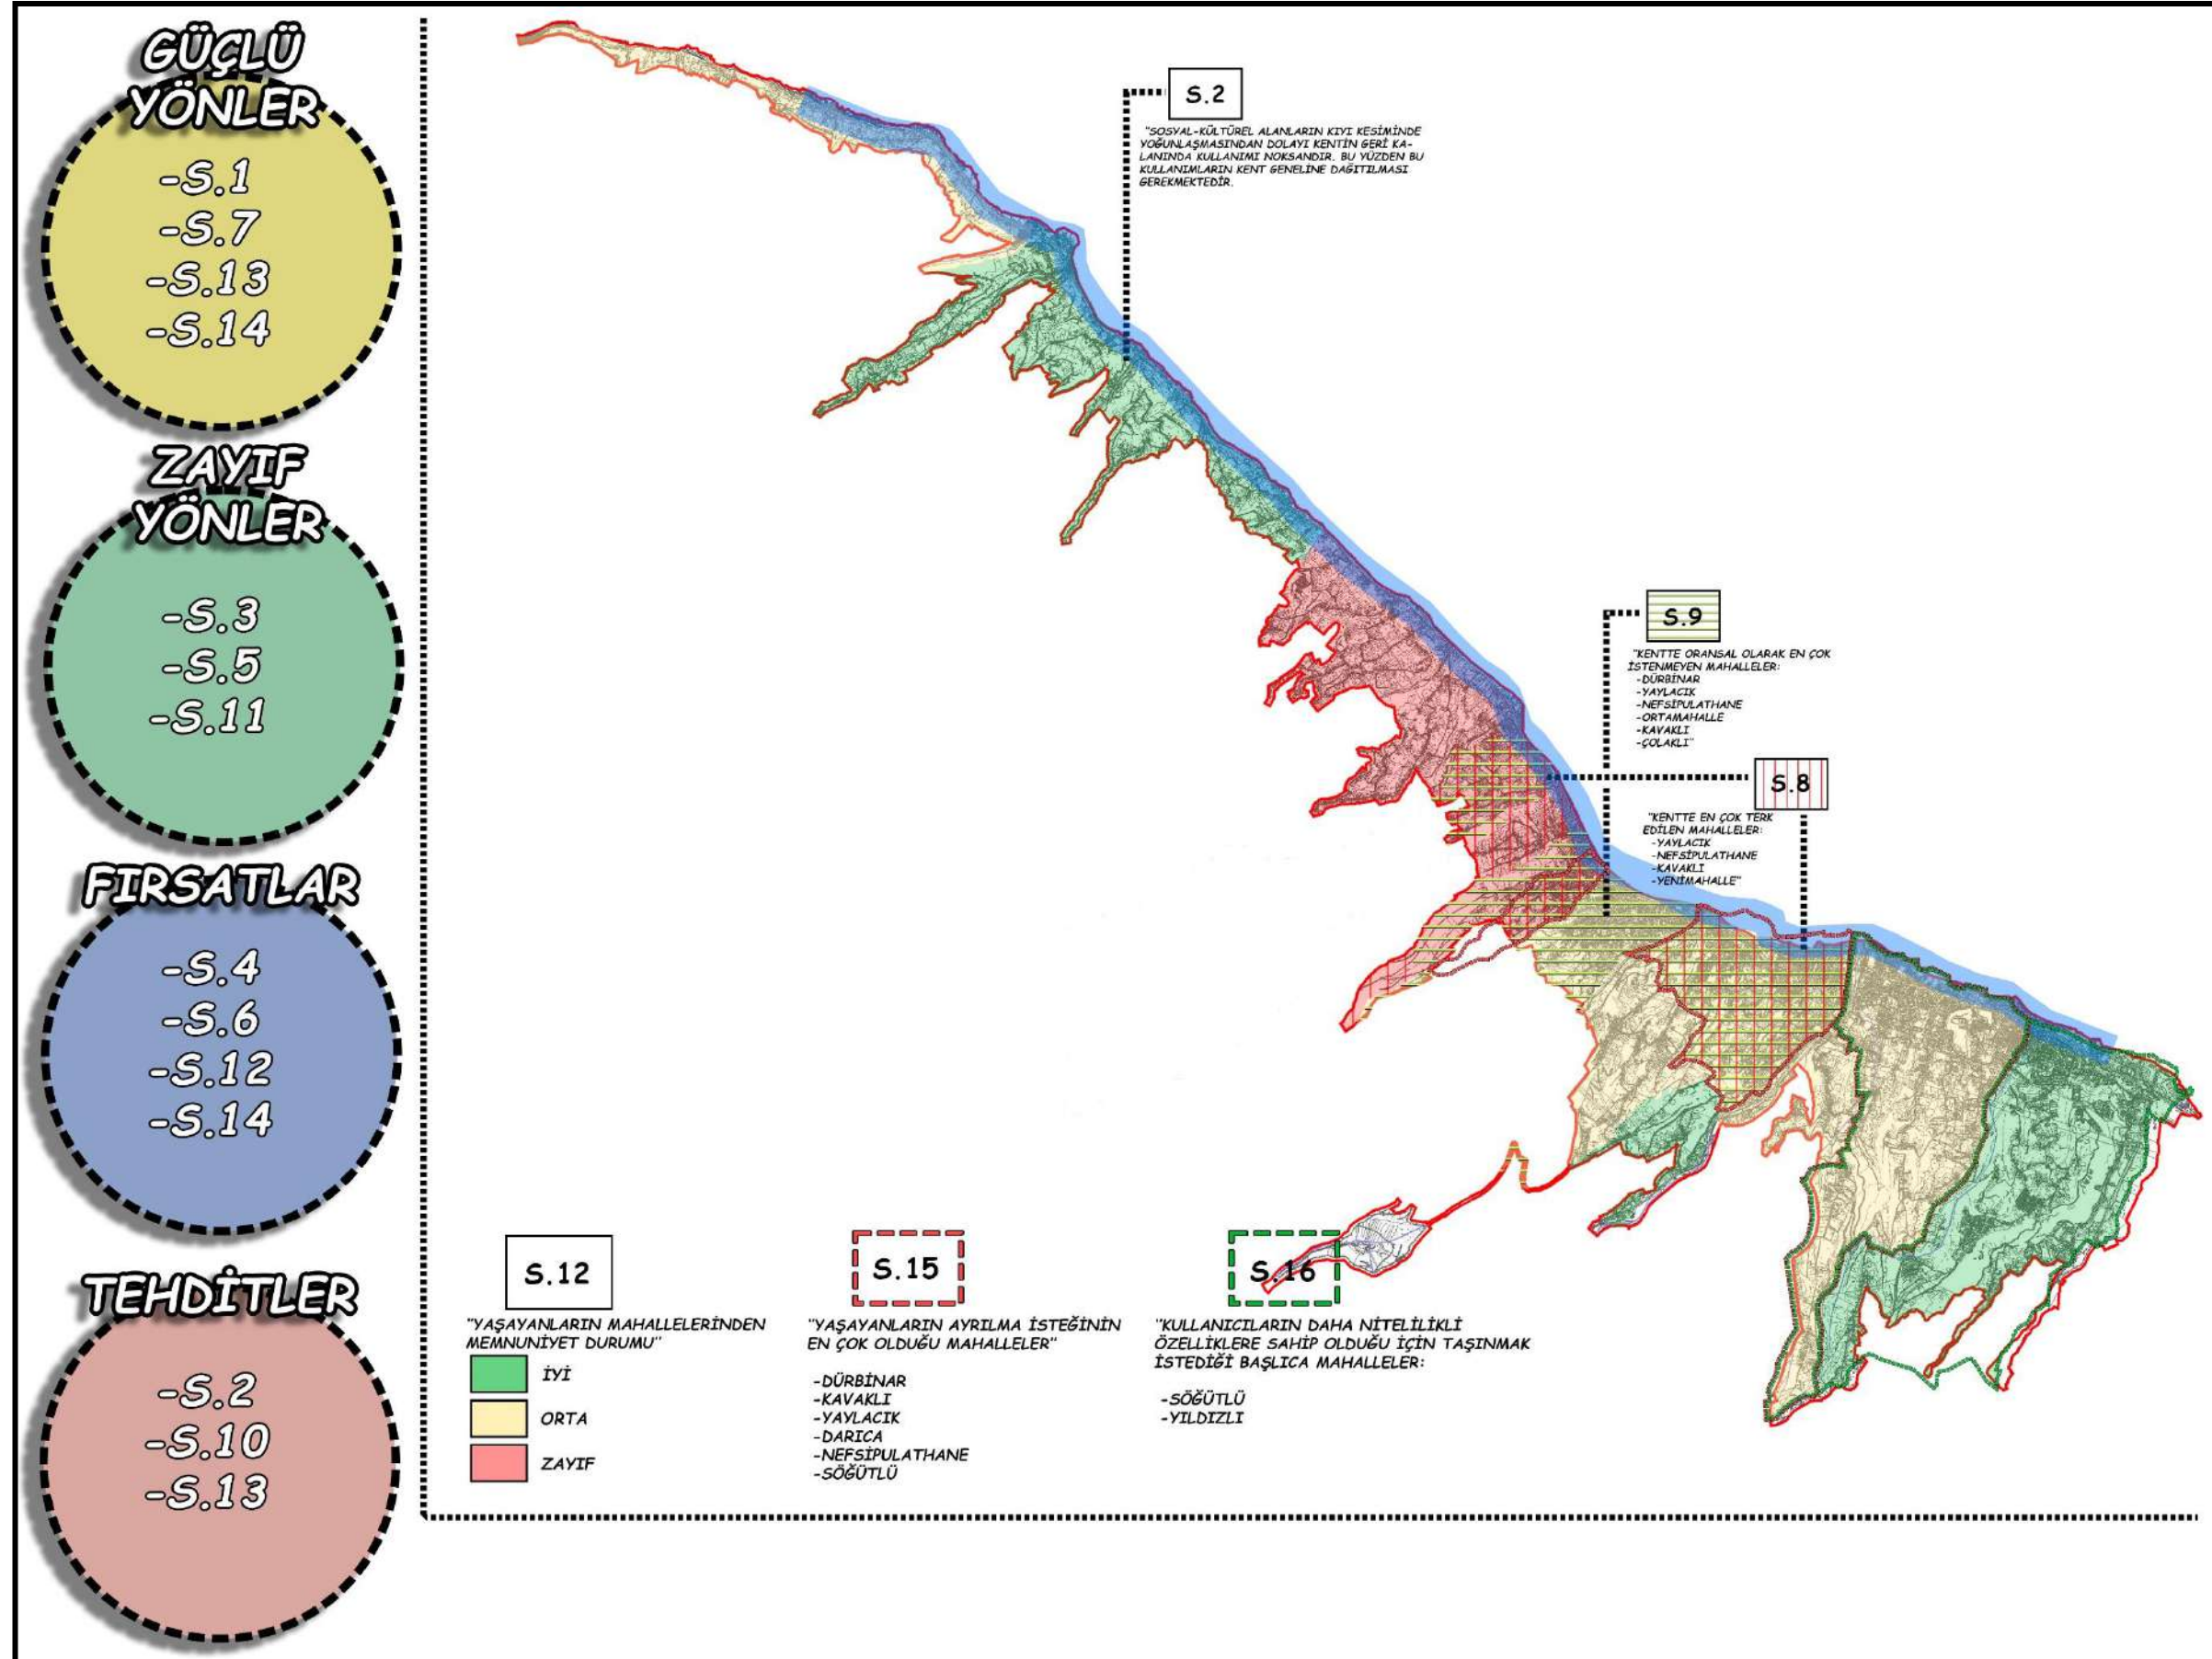 GÜÇLÜ
YÖNLER
-S.1
-S.7
-S.13
-S.14
ZAYIF
YÖNLER
-S.3
-S.5
-S.11
FIRSATLAR
-S.4
-S.6
-S.12
-S.14
TEHDİTLER
-S.2
-S.10
-S.13
S.2
"SOSYAL-KÜLTÜREL ALANLARIN KIYI KESİMİNDE
YOĞUNLAŞMASINDAN DOLAYI KENTİN GERİ KA-
LANINDA KULLANIMI NOKSANDIR. BU YÜZDEN BU
KULLANIMLARIN KENT GENELİNE DAĞITILMASI
GEREKMEKTEDİR.
S.9
"KENTTE ORANSAL OLARAK EN ÇOK
İSTENMEYEN MAHALLELER:
-DÜRBİNAR
-YAYLACIK
-NEFSİPULATHANE
-ORTAMAHALLE
-KAVAKLI
-ÇOLAKLI"
S.8
"KENTTE EN ÇOK TERK
EDİLEN MAHALLELER:
-YAYLACIK
-NEFSİPULATHANE
-KAVAKLI
-YENİMAHALLE"
S.12
"YAŞAYANLARIN MAHALLELERİNDEN
MEMNUNİYET DURUMU"
İYİ
ORTA
ZAYIF
S.15
"YAŞAYANLARIN AYRILMA İSTEĞİNİN
EN ÇOK OLDUĞU MAHALLELER"
-DÜRBİNAR
-KAVAKLI
-YAYLACIK
-DARICA
-NEFSİPULATHANE
-SÖĞÜTLÜ
S.16
"KULLANICILARIN DAHA NİTELİLİKLİ
ÖZELLİKLERE SAHİP OLDUĞU İÇİN TAŞINMAK
İSTEDİĞİ BAŞLICA MAHALLELER:
-SÖĞÜTLÜ
-YILDIZLI